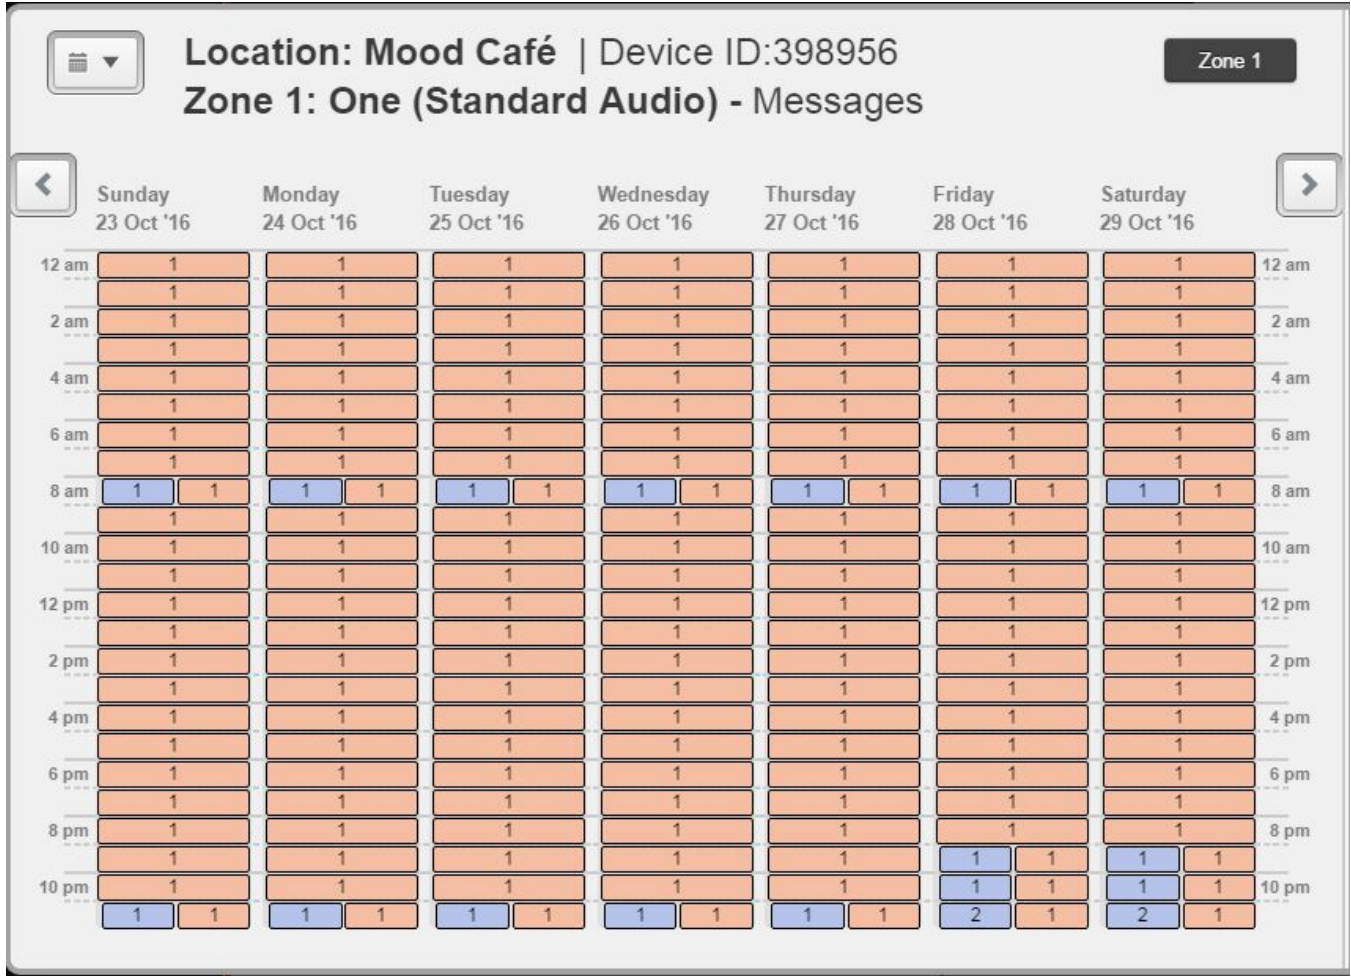 Location: Mood Café | Device ID:398956
Zone 1
Zone 1: One (Standard Audio) - Messages
Sunday Monday Tuesday Wednesday Thursday Friday Saturday
23 Oct '16 24 Oct '16 25 Oct '16 26 Oct '16 27 Oct '16 28 Oct '16 29 Oct '16
12 am 1 1 1 1 1 1 1 12 am
1 1 1 1 1 1 1
2 am 1 1 1 1 1 1 1 2 am
1 1 1 1 1 1 1
4 am 1 1 1 1 1 1 1 4 am
1 1 1 1 1 1 1
6 am 1 1 1 1 1 1 1 6 am
1 1 1 1 1 1 1
8 am 1 1 1 1 1 1 1 1 1 1 1 1 1 1 8 am
1 1 1 1 1 1 1
10 am 1 1 1 1 1 1 1 10 am
1 1 1 1 1 1 1
12 pm 1 1 1 1 1 1 1 12 pm
1 1 1 1 1 1 1
2 pm 1 1 1 1 1 1 1 2 pm
1 1 1 1 1 1 1
4 pm 1 1 1 1 1 1 1 4 pm
1 1 1 1 1 1 1
6 pm 1 1 1 1 1 1 1 6 pm
1 1 1 1 1 1 1
8 pm 1 1 1 1 1 1 1 8 pm
1 1 1 1 1 1 1 1 1
10 pm 1 1 1 1 1 1 1 1 1 10 pm
1 1 1 1 1 1 1 1 1 1 2 1 2 1